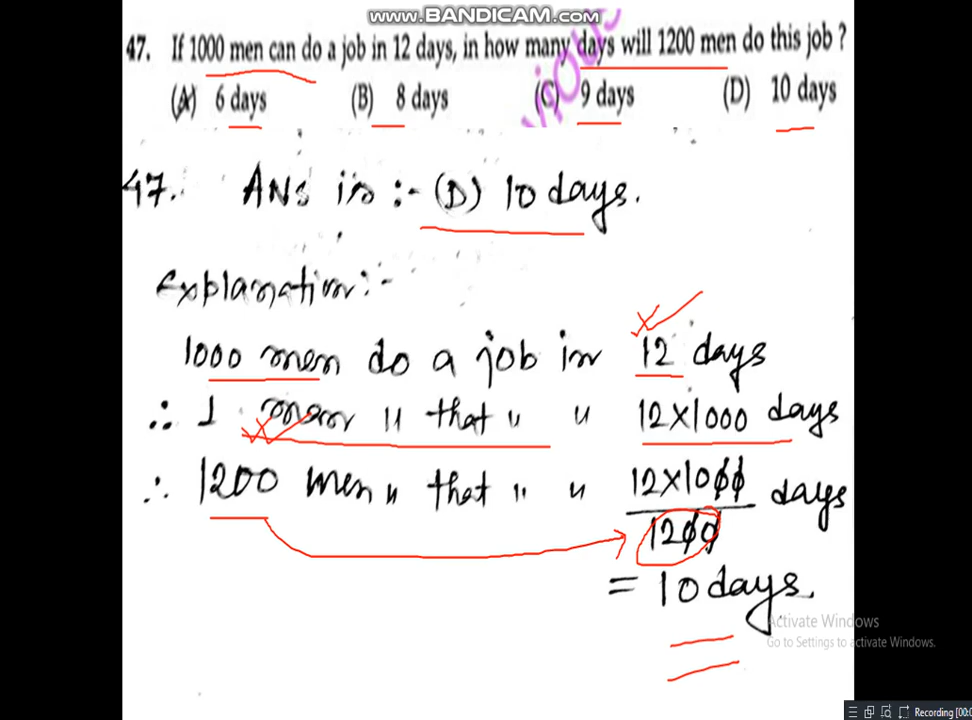 www.BANDICAM.com
47. If 1000 men can do a job in 12 days, in how many days will 1200 men do this job ?
(A) 6 days (B) 8 days (C) 9 days (D) 10 days
47. ANS is :- (D) 10 days.
Explanation:-
1000 men do a job in 12 days
∴ 1 men " that " " 12×1000 days
∴ 1200 men " that " " 12×1000/1200 days
= 10 days.
Activate Windows
Go to Settings to activate Windows.
Recording [00:0